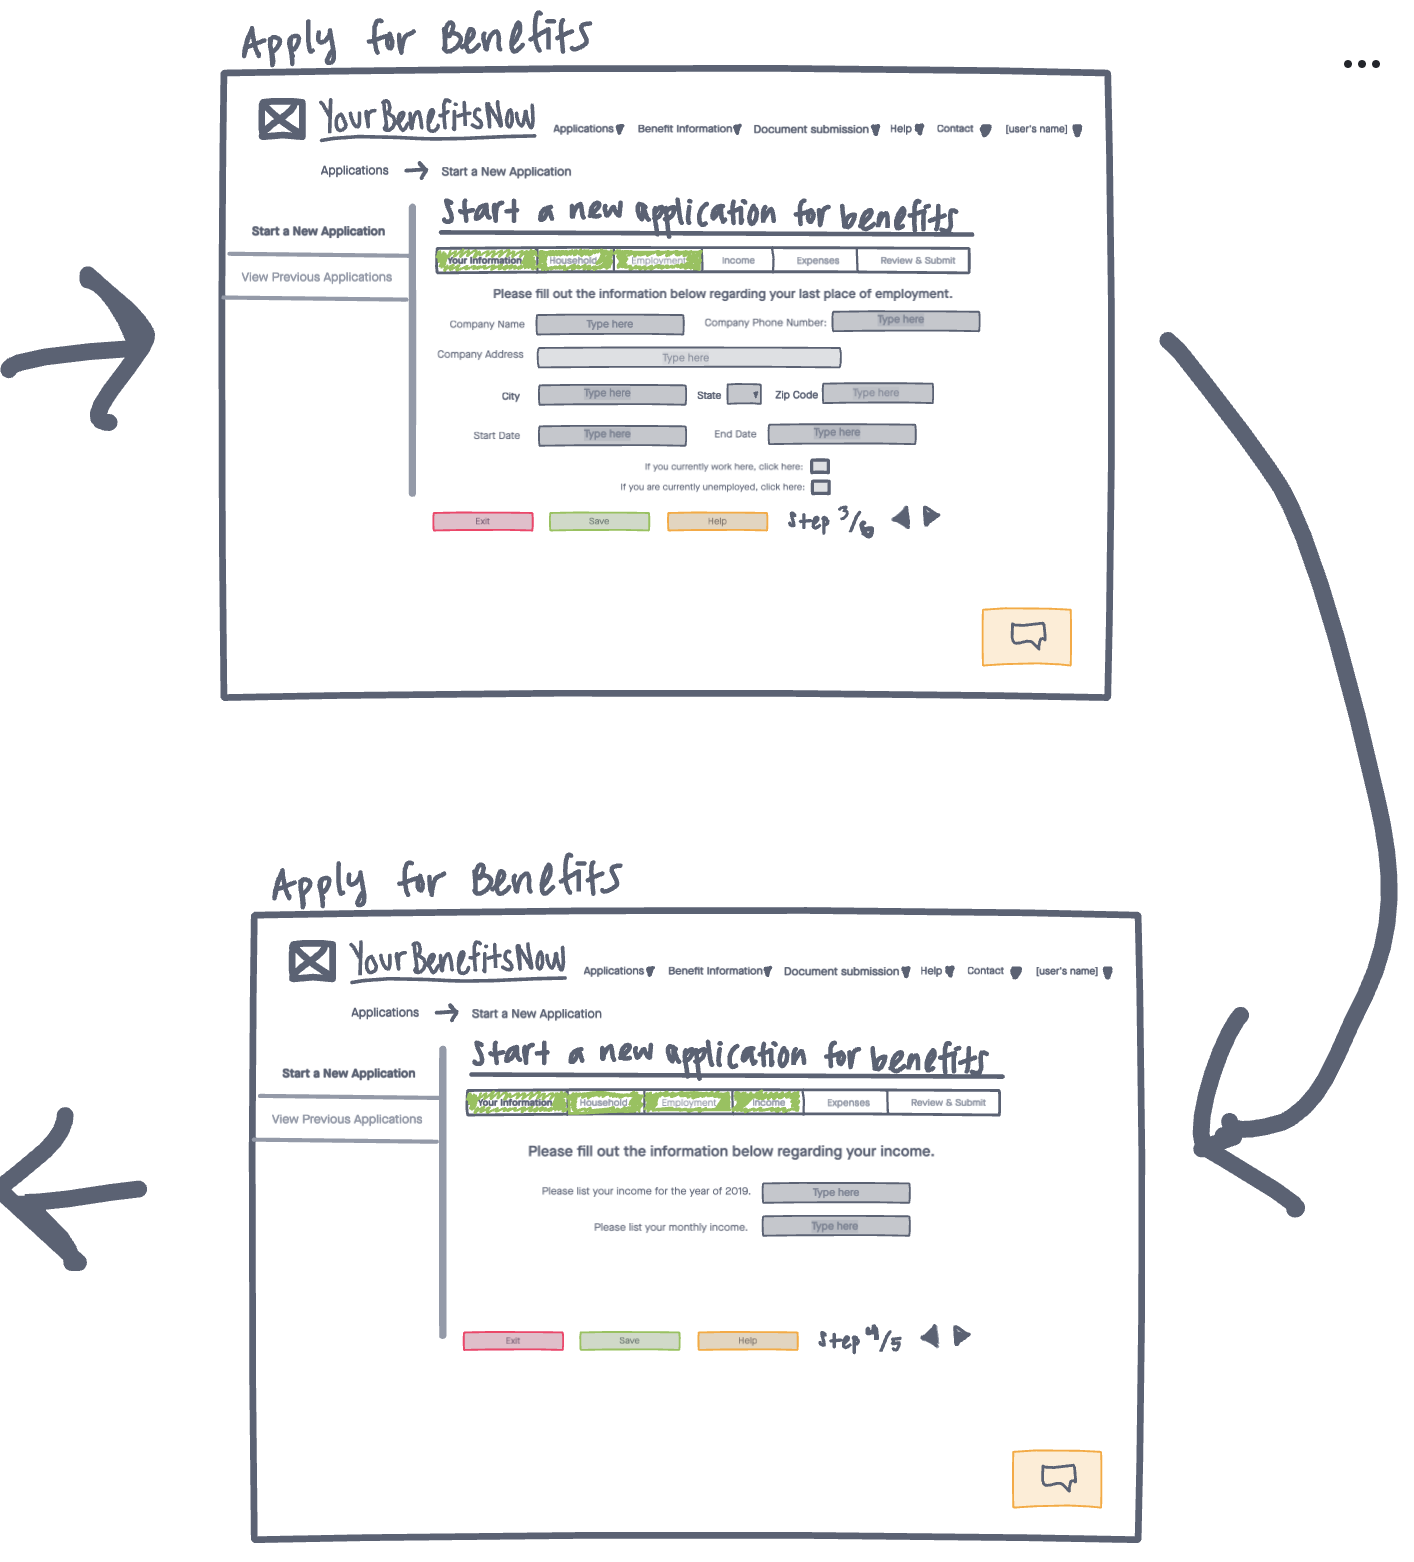 Apply for Benefits
YourBenefitsNow Applications Benefit Information Document submission Help Contact [user's name]
Applications → Start a New Application
Start a new application for benefits
Start a New Application
View Previous Applications
Your Information Household Employment Income Expenses Review & Submit
Please fill out the information below regarding your last place of employment.
Company Name Type here Company Phone Number: Type here
Company Address Type here
City Type here State Zip Code Type here
Start Date Type here End Date Type here
If you currently work here, click here:
If you are currently unemployed, click here:
Exit Save Help Step 3/6
Apply for Benefits
YourBenefitsNow Applications Benefit Information Document submission Help Contact [user's name]
Applications → Start a New Application
Start a new application for benefits
Start a New Application
View Previous Applications
Your Information Household Employment Income Expenses Review & Submit
Please fill out the information below regarding your income.
Please list your income for the year of 2019. Type here
Please list your monthly income. Type here
Exit Save Help Step 4/5